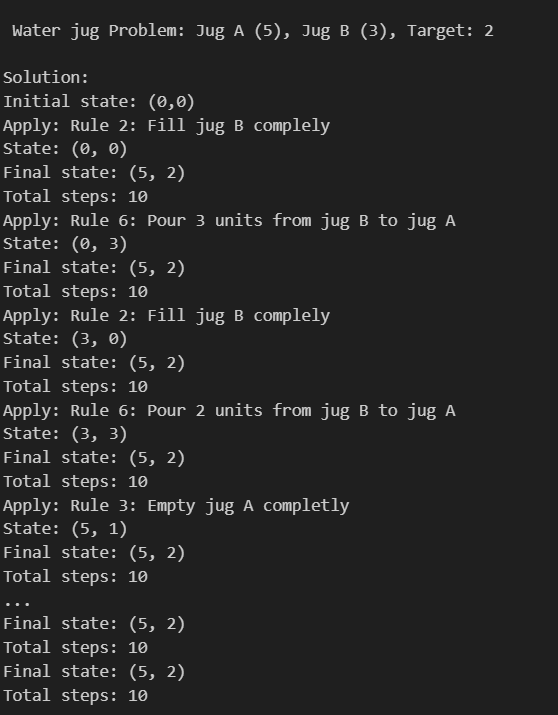 Water jug Problem: Jug A (5), Jug B (3), Target: 2
Solution:
Initial state: (0,0)
Apply: Rule 2: Fill jug B complely
State: (0, 0)
Final state: (5, 2)
Total steps: 10
Apply: Rule 6: Pour 3 units from jug B to jug A
State: (0, 3)
Final state: (5, 2)
Total steps: 10
Apply: Rule 2: Fill jug B complely
State: (3, 0)
Final state: (5, 2)
Total steps: 10
Apply: Rule 6: Pour 2 units from jug B to jug A
State: (3, 3)
Final state: (5, 2)
Total steps: 10
Apply: Rule 3: Empty jug A completly
State: (5, 1)
Final state: (5, 2)
Total steps: 10
...
Final state: (5, 2)
Total steps: 10
Final state: (5, 2)
Total steps: 10